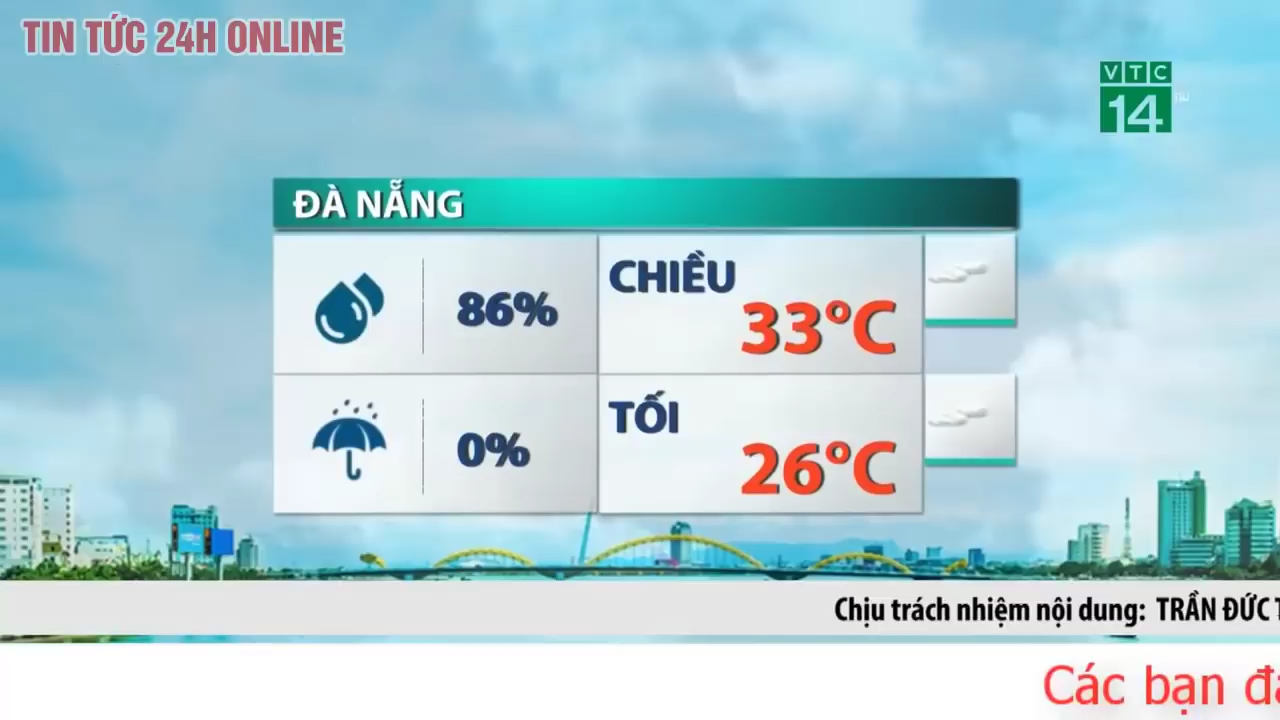 TIN TỨC 24H ONLINE
VTC
14
TM
ĐÀ NẴNG
86%
CHIỀU
33°C
0%
TỐI
26°C
Chịu trách nhiệm nội dung: TRẦN ĐỨC
Các bạn